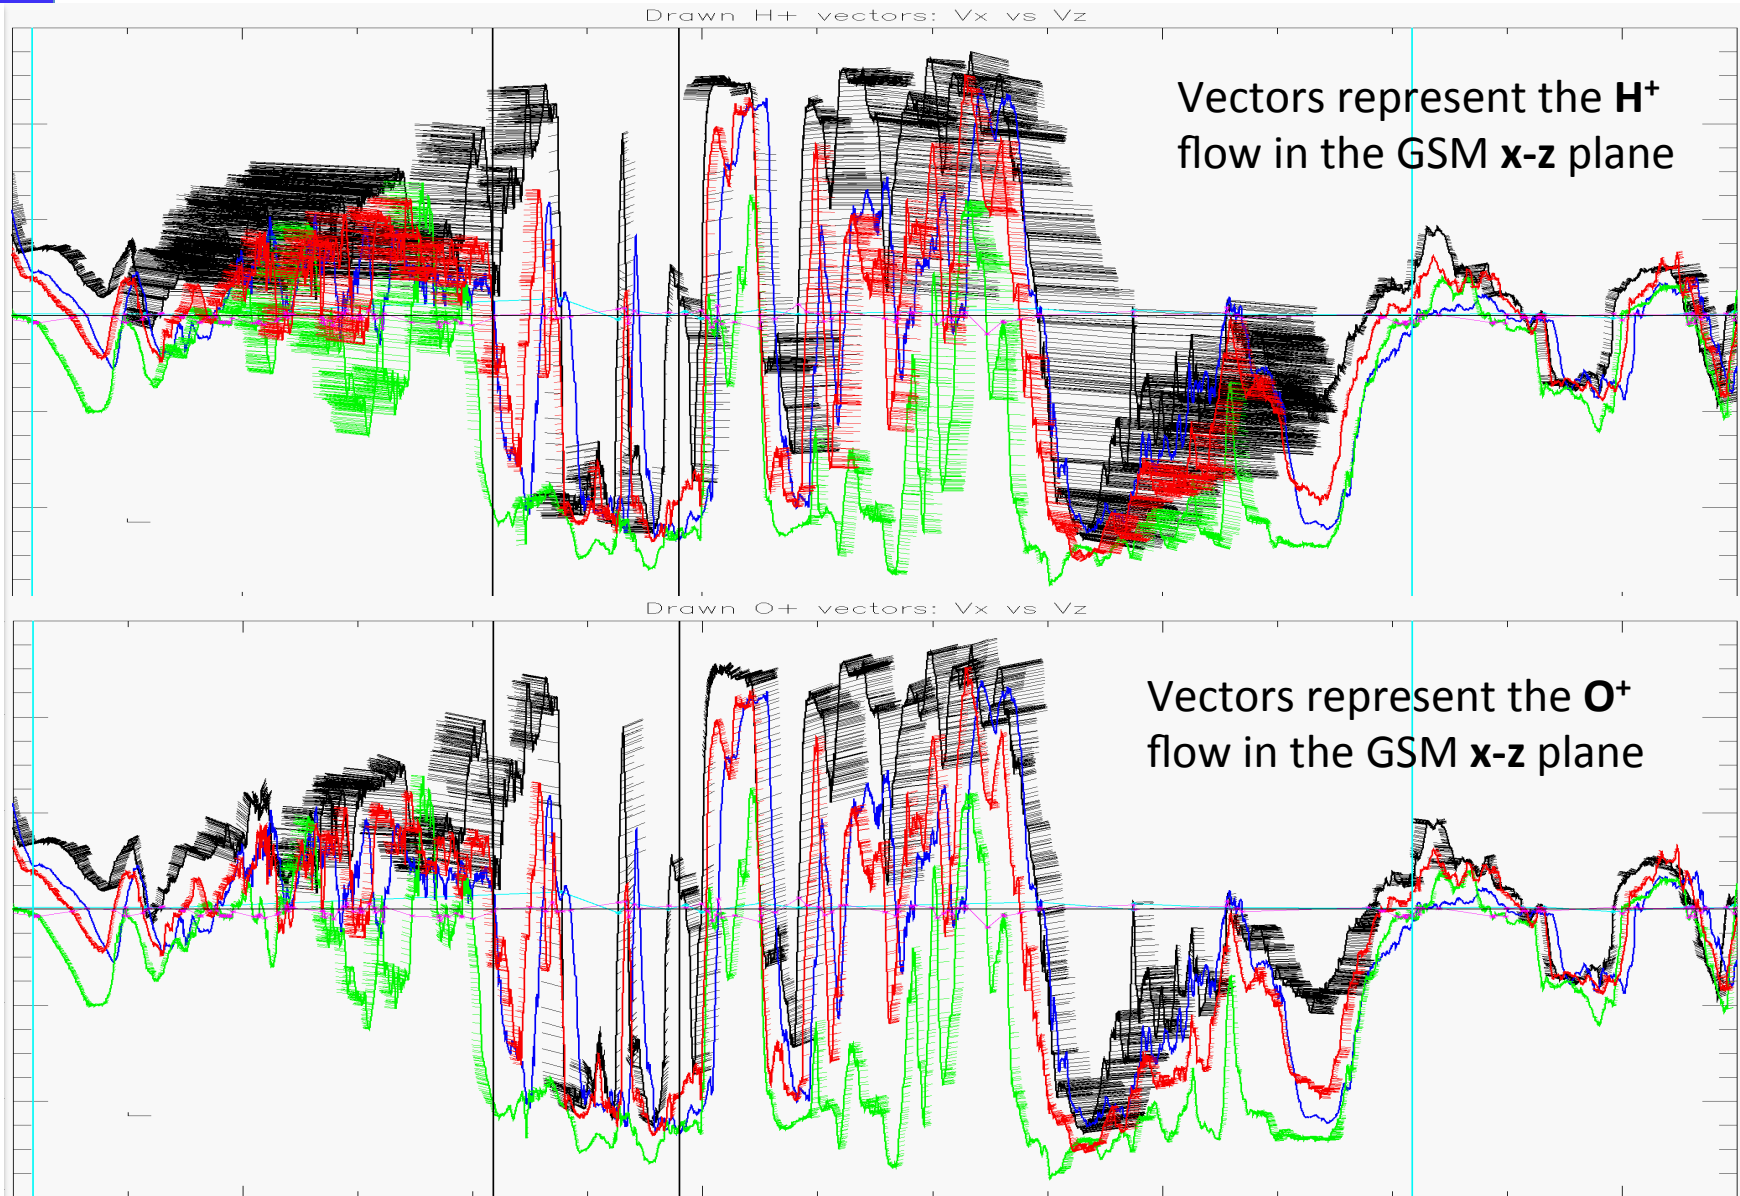 Drawn H+ vectors: Vx vs Vz
Vectors represent the H⁺
flow in the GSM x-z plane
Drawn O+ vectors: Vx vs Vz
Vectors represent the O⁺
flow in the GSM x-z plane